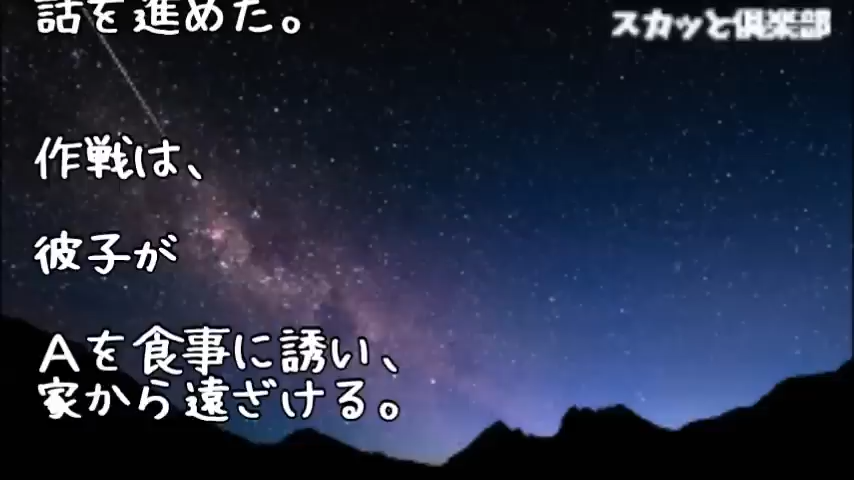 話を進めた。
スカッと倶楽部
作戦は、
彼子が
Aを食事に誘い、
家から遠ざける。